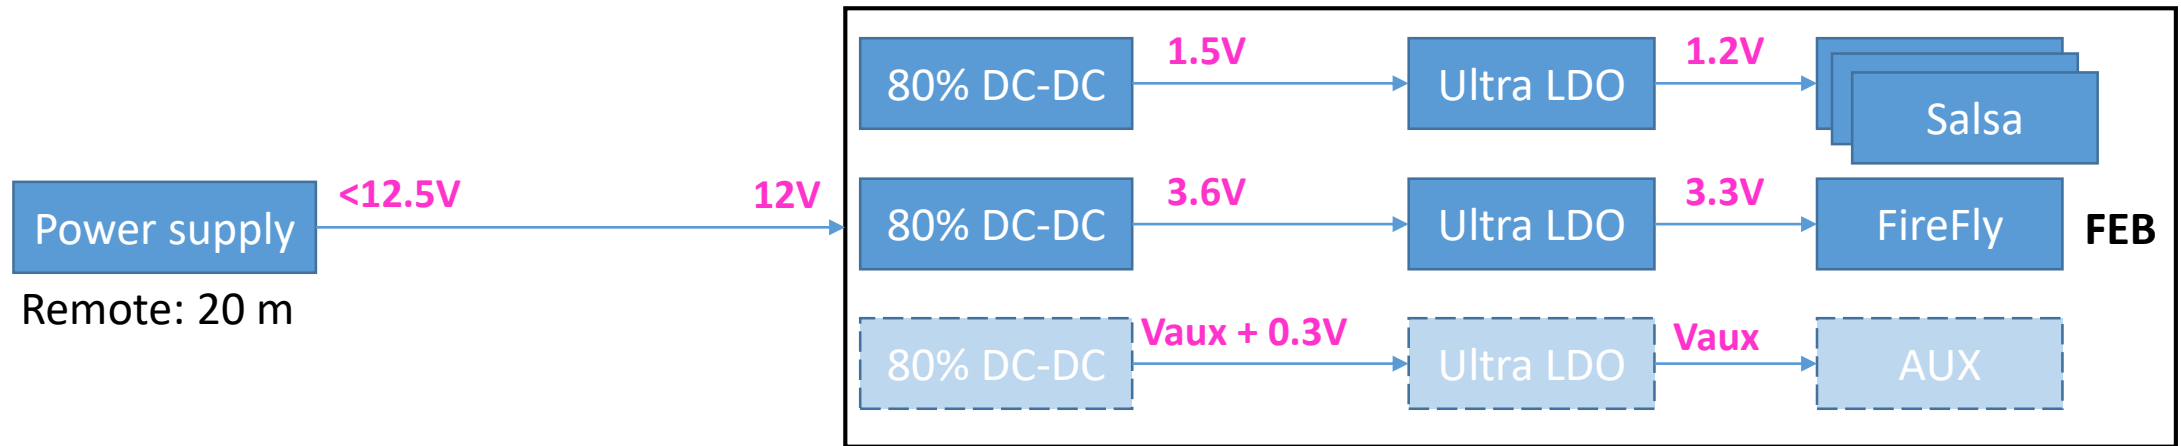 80% DC-DC
1.5V
Ultra LDO
1.2V
Salsa
Power supply
<12.5V
12V
80% DC-DC
3.6V
Ultra LDO
3.3V
FireFly
FEB
Remote: 20 m
80% DC-DC
Vaux + 0.3V
Ultra LDO
Vaux
AUX